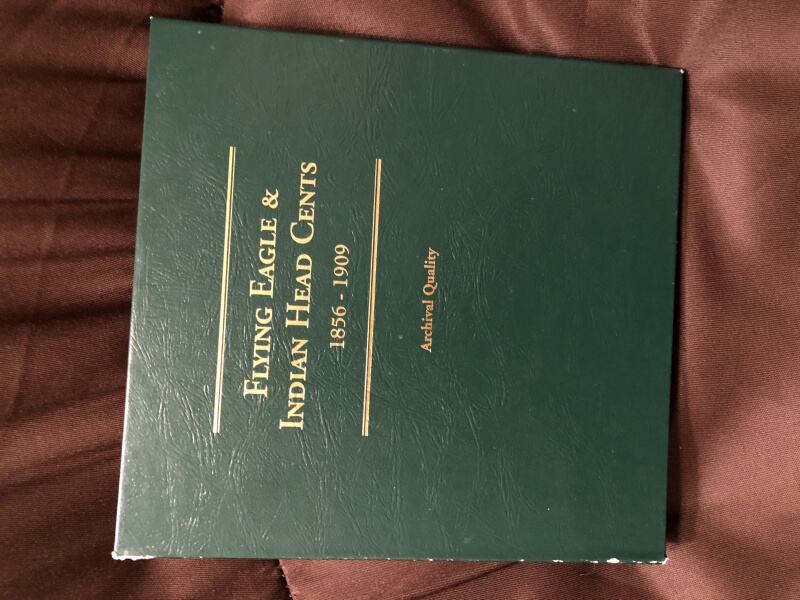 FLYING EAGLE &
INDIAN HEAD CENTS
1856 - 1909
Archival Quality